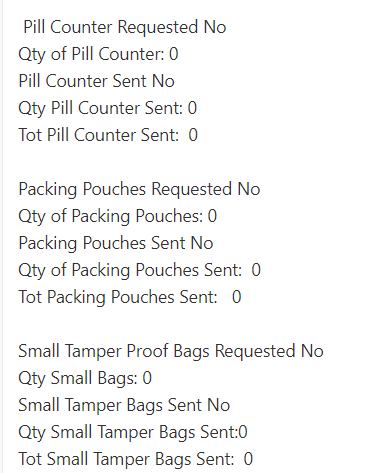 Pill Counter Requested No
Qty of Pill Counter: 0
Pill Counter Sent No
Qty Pill Counter Sent: 0
Tot Pill Counter Sent:  0
Packing Pouches Requested No
Qty of Packing Pouches: 0
Packing Pouches Sent No
Qty of Packing Pouches Sent:  0
Tot Packing Pouches Sent:   0
Small Tamper Proof Bags Requested No
Qty Small Bags: 0
Small Tamper Bags Sent No
Qty Small Tamper Bags Sent:0
Tot Small Tamper Bags Sent:  0